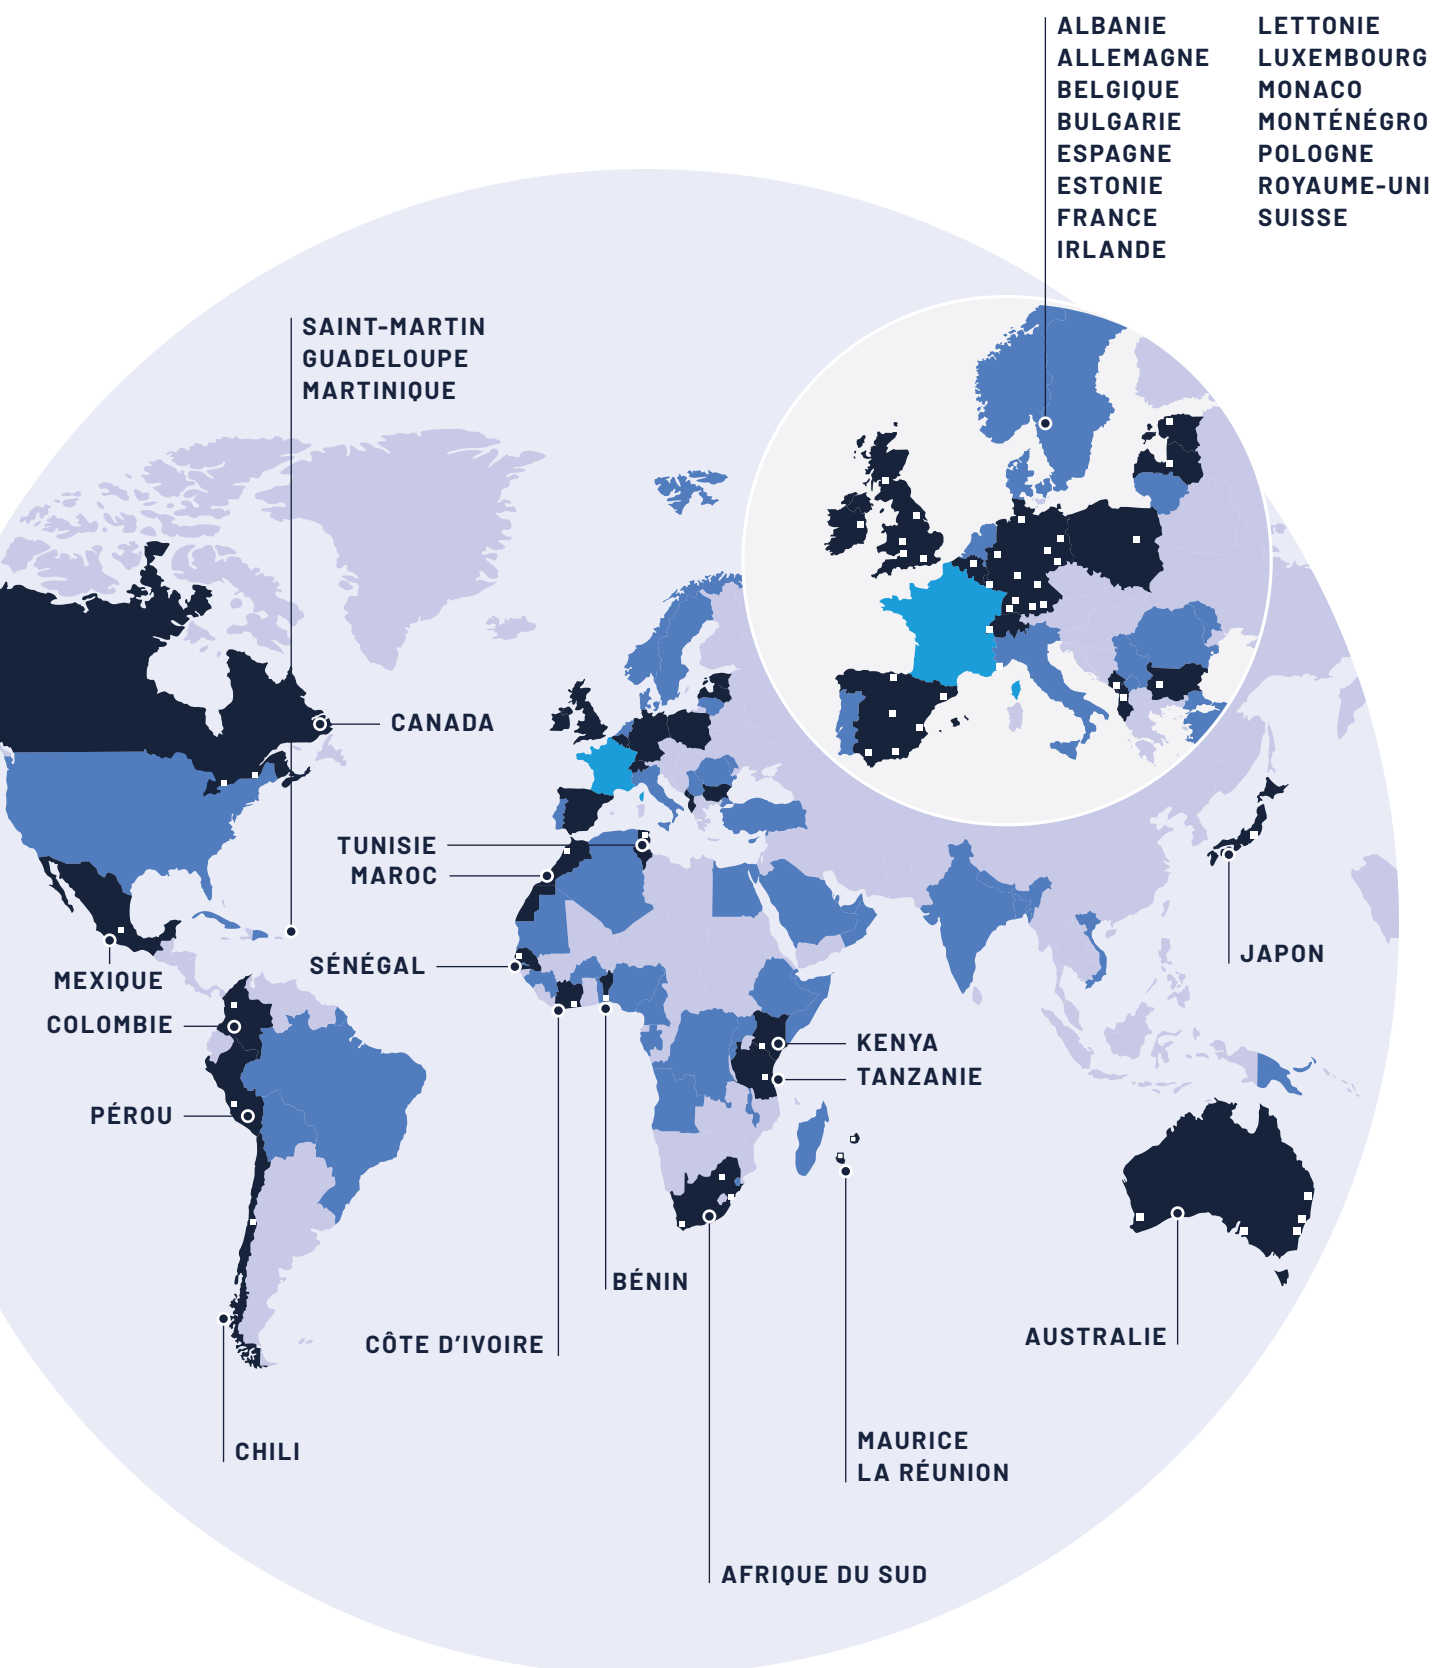 ALBANIE
ALLEMAGNE
BELGIQUE
BULGARIE
ESPAGNE
ESTONIE
FRANCE
IRLANDE
LETTONIE
LUXEMBOURG
MONACO
MONTÉNÉGRO
POLOGNE
ROYAUME-UNI
SUISSE
SAINT-MARTIN
GUADELOUPE
MARTINIQUE
CANADA
TUNISIE
MAROC
JAPON
SÉNÉGAL
MEXIQUE
COLOMBIE
KENYA
TANZANIE
PÉROU
BÉNIN
CÔTE D’IVOIRE
AUSTRALIE
CHILI
MAURICE
LA RÉUNION
AFRIQUE DU SUD